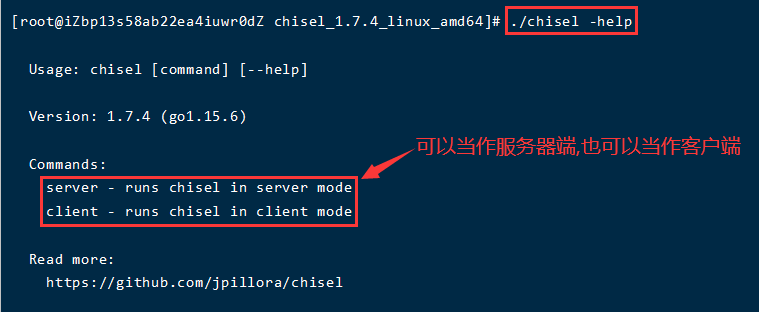 [root@iZbp13s58ab22ea4iuwr0dZ chisel_1.7.4_linux_amd64]# ./chisel -help
Usage: chisel [command] [--help]
Version: 1.7.4 (go1.15.6)
可以当作服务器端,也可以当作客户端
Commands:
server - runs chisel in server mode
client - runs chisel in client mode
Read more:
https://github.com/jpillora/chisel